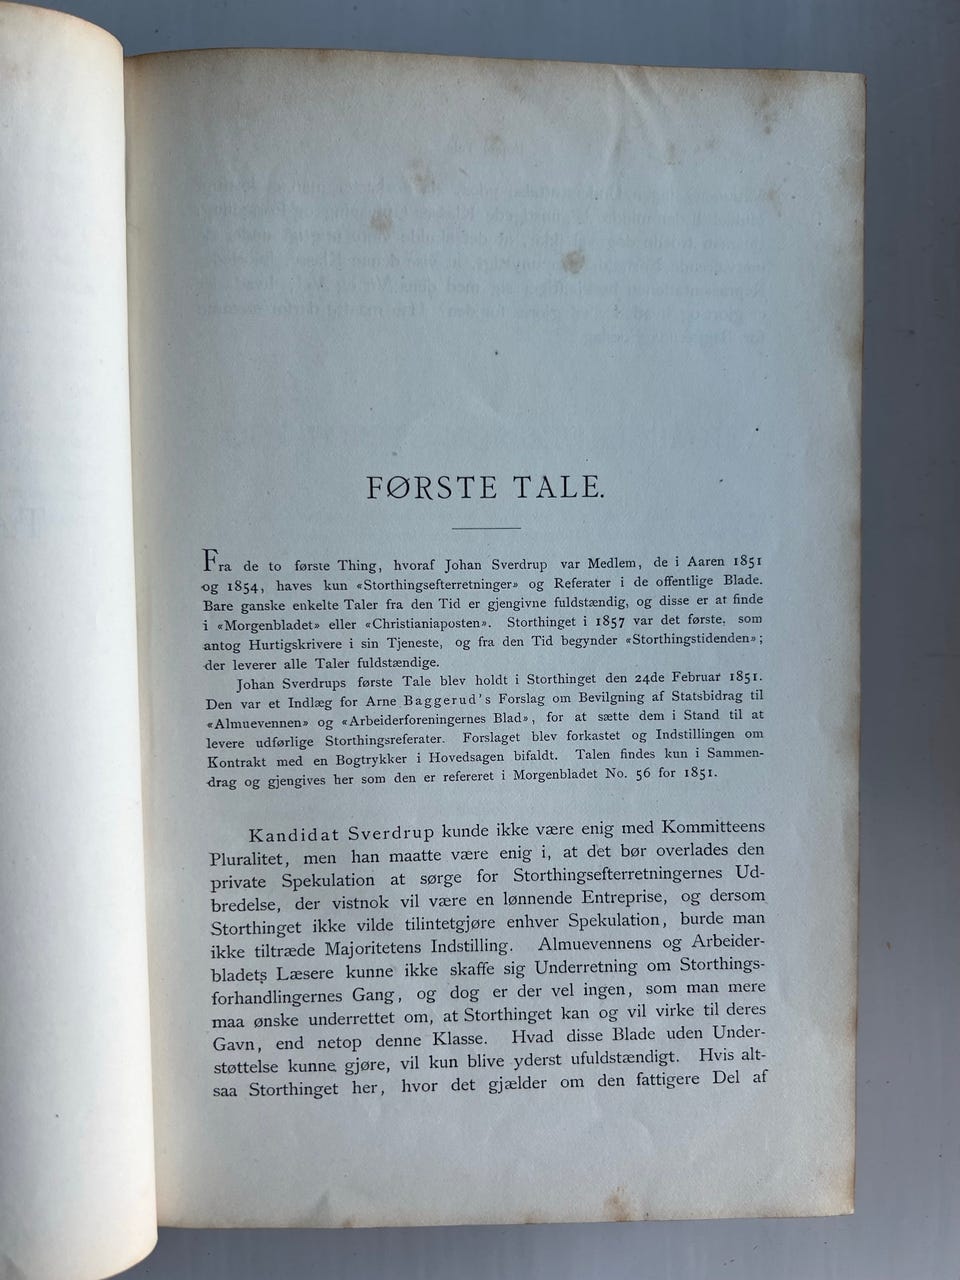 FØRSTE TALE.
Fra de to første Thing, hvoraf Johan Sverdrup var Medlem, de i Aaren 1851
og 1854, haves kun «Storthingsefterretninger» og Referater i de offentlige Blade.
Bare ganske enkelte Taler fra den Tid er gjengivne fuldstændig, og disse er at finde
i «Morgenbladet» eller «Christianiaposten». Storthinget i 1857 var det første, som
antog Hurtigskrivere i sin Tjeneste, og fra den Tid begynder «Storthingstidenden»;
der leverer alle Taler fuldstændige.
Johan Sverdrups første Tale blev holdt i Storthinget den 24de Februar 1851.
Den var et Indlæg for Arne Baggerud's Forslag om Bevilgning af Statsbidrag til
«Almuevennen» og «Arbeiderforeningernes Blad», for at sætte dem i Stand til at
levere udførlige Storthingsreferater. Forslaget blev forkastet og Indstillingen om
Kontrakt med en Bogtrykker i Hovedsagen bifaldt. Talen findes kun i Sammen-
drag og gjengives her som den er refereret i Morgenbladet No. 56 for 1851.
Kandidat Sverdrup kunde ikke være enig med Kommitteens
Pluralitet, men han maatte være enig i, at det bør overlades den
private Spekulation at sørge for Storthingsefterretningernes Ud-
bredelse, der vistnok vil være en lønnende Entreprise, og dersom
Storthinget ikke vilde tilintetgjøre enhver Spekulation, burde man
ikke tiltræde Majoritetens Indstilling. Almuevennens og Arbeider-
bladets Læsere kunne ikke skaffe sig Underretning om Storthings-
forhandlingernes Gang, og dog er der vel ingen, som man mere
maa ønske underrettet om, at Storthinget kan og vil virke til deres
Gavn, end netop denne Klasse. Hvad disse Blade uden Under-
støttelse kunne gjøre, vil kun blive yderst ufuldstændigt. Hvis alt-
saa Storthinget her, hvor det gjælder om den fattigere Del af